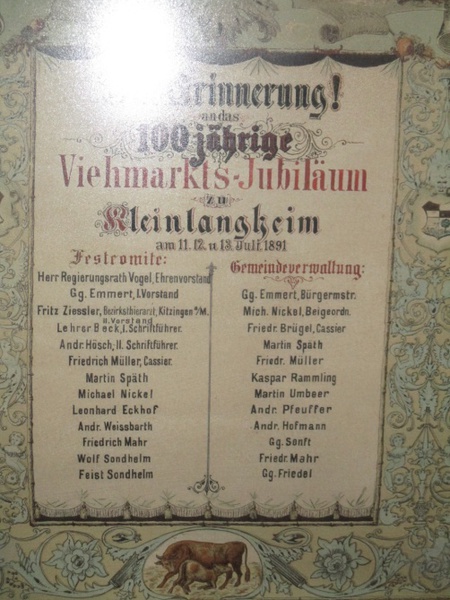 Erinnerung!
an das
100 jährige
Viehmarkts-Jubiläum
zu
Kleinlangheim
am 11. 12. u. 13. Juli 1891
Festcomite:
Herr Regierungsrath Vogel, Ehrenvorstand
Gg. Emmert, I. Vorstand
Fritz Ziessler, Bezirksthierarzt, Kitzingen a/M.
II. Vorstand
Lehrer Beck, I. Schriftführer.
Andr. Hösch, II. Schriftführer.
Friedrich Müller, Cassier.
Martin Späth
Michael Nickel
Leonhard Eckhof
Andr. Weissbarth
Friedrich Mahr
Wolf Sondhelm
Feist Sondhelm
Gemeindeverwaltung:
Gg. Emmert, Bürgermstr.
Mich. Nickel, Beigeordn.
Friedr. Brügel, Cassier
Martin Späth
Friedr. Müller
Kaspar Rammling
Martin Umbeer
Andr. Pfeuffer
Andr. Hofmann
Gg. Senft
Friedr. Mahr
Gg. Friedel